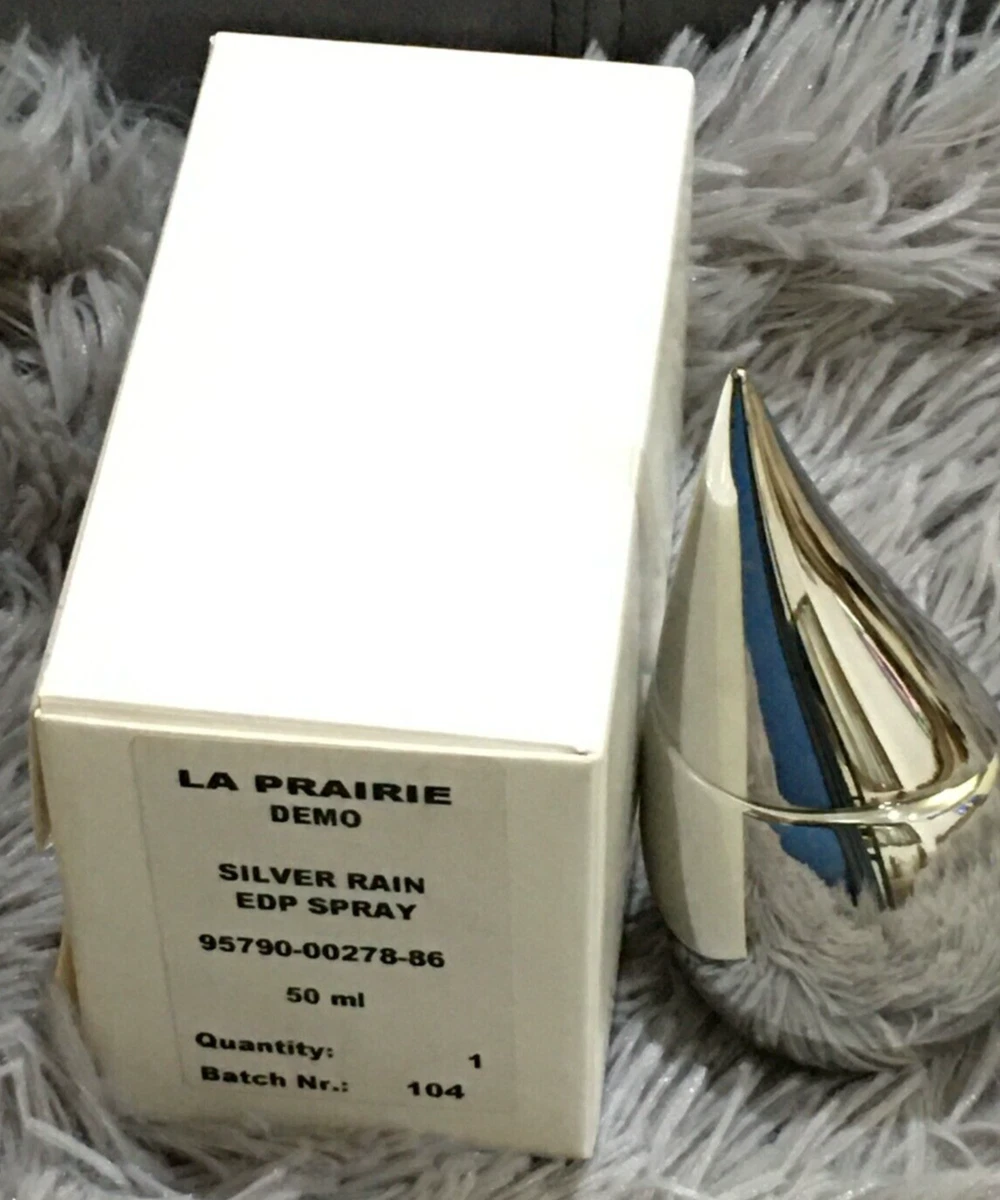 LA PRAIRIE
DEMO
SILVER RAIN
EDP SPRAY
95790-00278-86
50 ml
Quantity: 1
Batch Nr.: 104